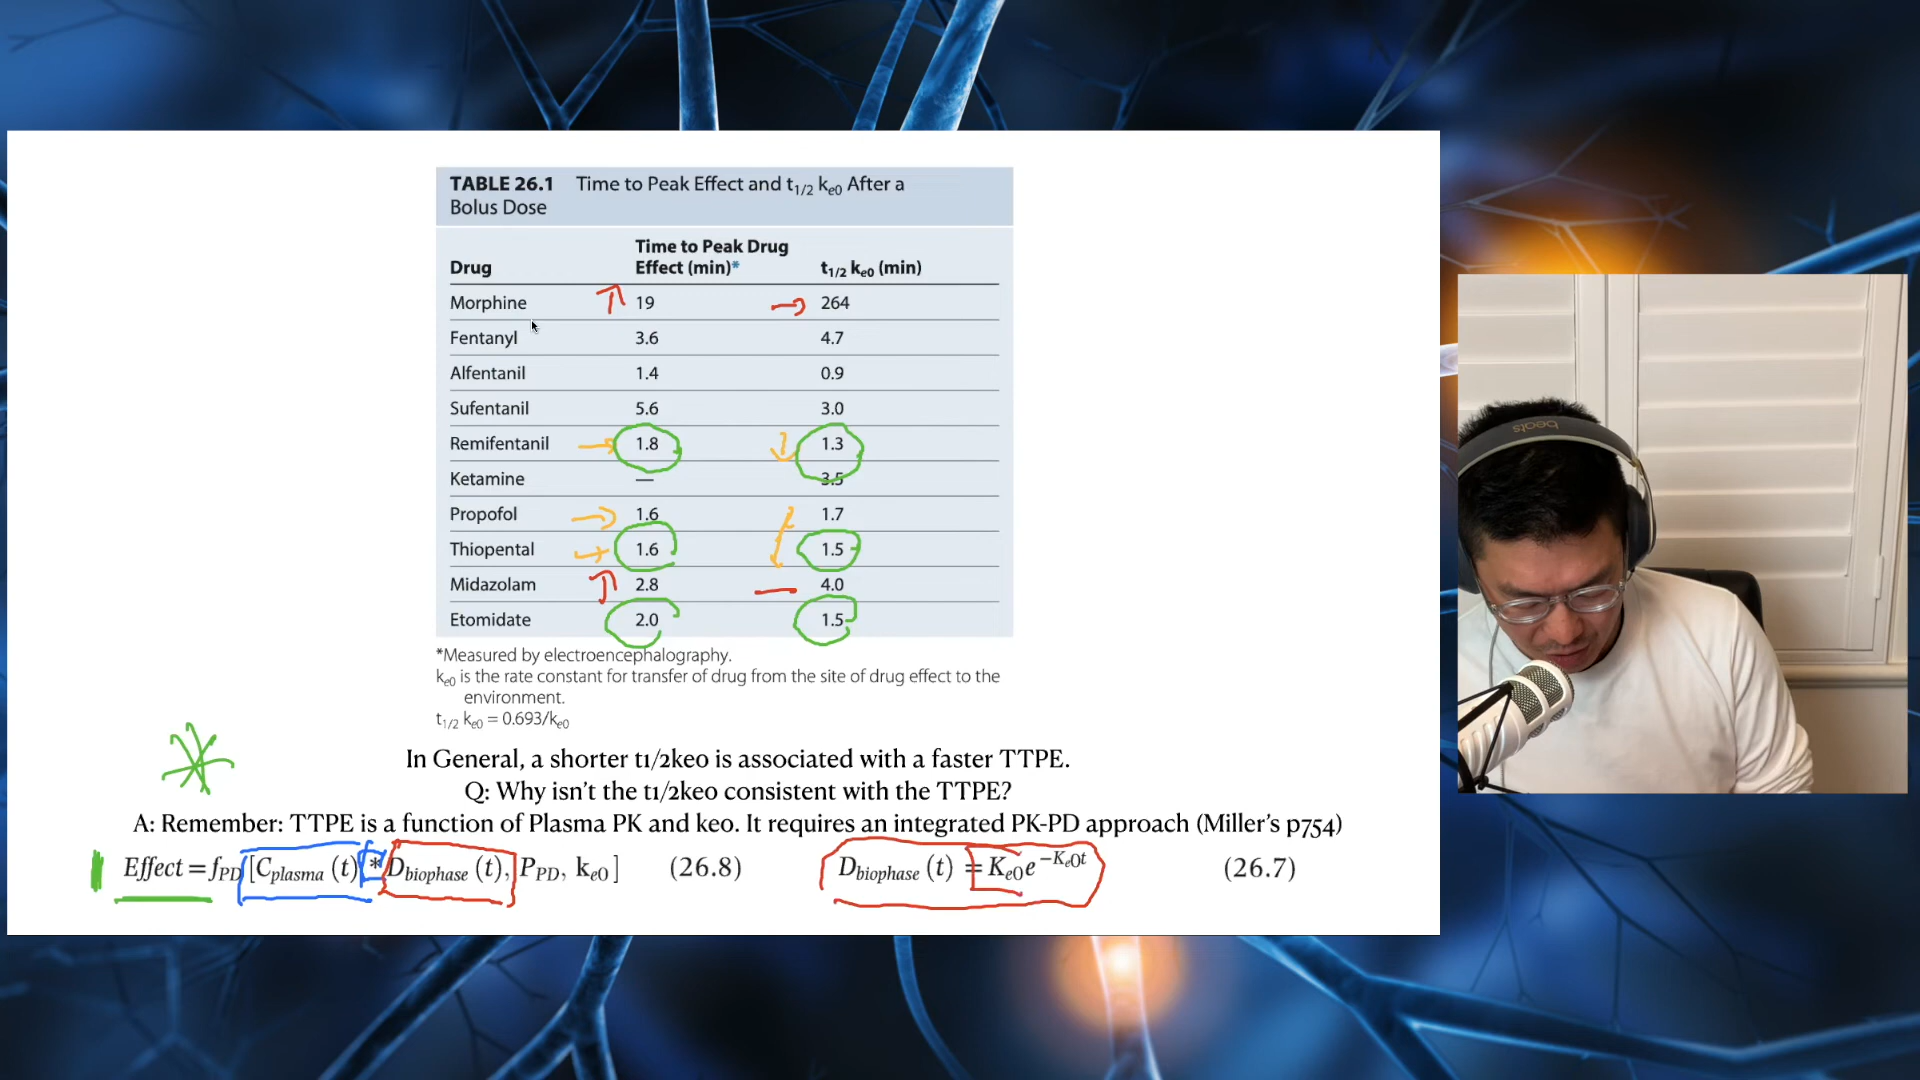 TABLE 26.1 Time to Peak Effect and t1/2 ke0 After a
Bolus Dose
Drug Time to Peak Drug Effect (min)* t1/2 ke0 (min)
Morphine 19 264
Fentanyl 3.6 4.7
Alfentanil 1.4 0.9
Sufentanil 5.6 3.0
Remifentanil 1.8 1.3
Ketamine — 3.5
Propofol 1.6 1.7
Thiopental 1.6 1.5
Midazolam 2.8 4.0
Etomidate 2.0 1.5
*Measured by electroencephalography.
ke0 is the rate constant for transfer of drug from the site of drug effect to the
environment.
t1/2 ke0 = 0.693/ke0
In General, a shorter t1/2ke0 is associated with a faster TTPE.
Q: Why isn't the t1/2ke0 consistent with the TTPE?
A: Remember: TTPE is a function of Plasma PK and ke0. It requires an integrated PK-PD approach (Miller's p754)
Effect = fPD [Cplasma (t) * Dbiophase (t), PPD, ke0] (26.8) Dbiophase (t) = Ke0e−Ke0t (26.7)
beats